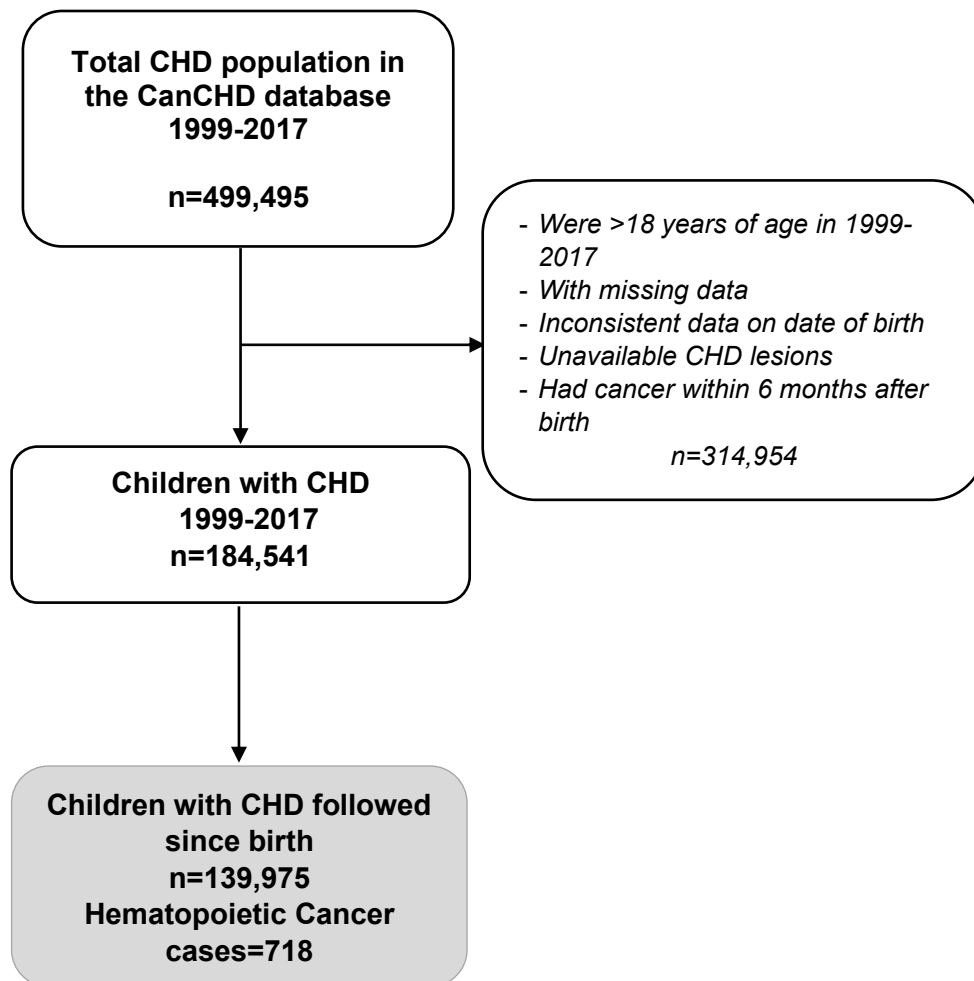 Total CHD population in
the CanCHD database
1999-2017
n=499,495
- Were >18 years of age in 1999-
2017
- With missing data
- Inconsistent data on date of birth
- Unavailable CHD lesions
- Had cancer within 6 months after
birth
n=314,954
Children with CHD
1999-2017
n=184,541
Children with CHD followed
since birth
n=139,975
Hematopoietic Cancer
cases=718